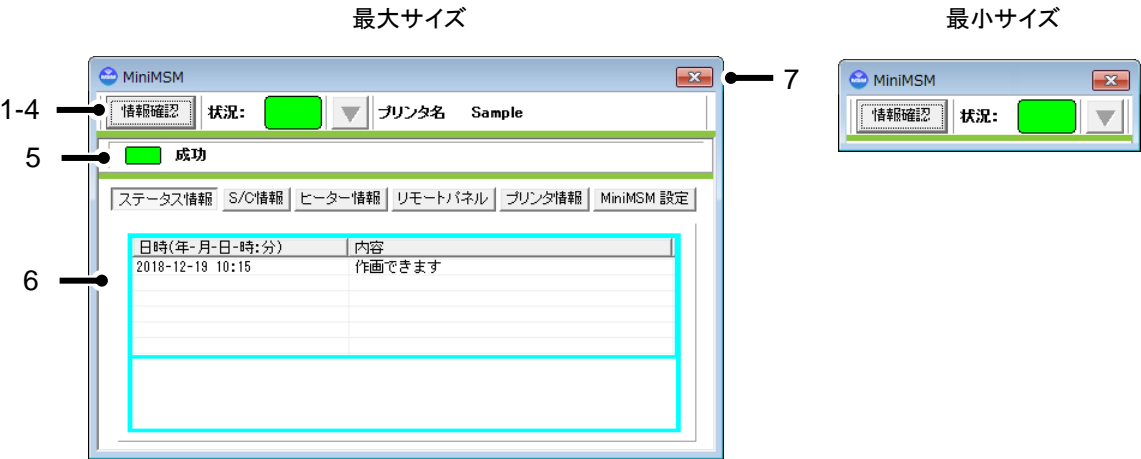 最大サイズ
最小サイズ
MiniMSM
7
MiniMSM
1-4
情報確認 状況: プリンタ名 Sample
情報確認 状況:
5
成功
ステータス情報 S/C情報 ヒーター情報 リモートパネル プリンタ情報 MiniMSM 設定
6
日時(年-月-日-時:分) 内容
2018-12-19 10:15 作画できます